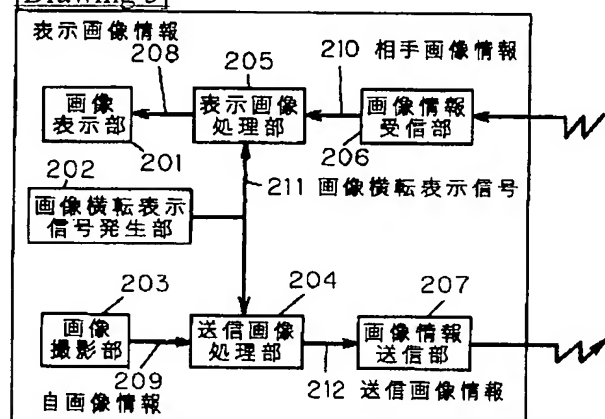 [Drawing 3]
表示画像情報
208
205
210 相手画像情報
画像
表示部
表示画像
処理部
画像情報
受信部
201
206
202
211 画像横転表示信号
画像横転表示
信号発生部
203
204
207
画像
撮影部
送信画像
処理部
画像情報
送信部
209
212 送信画像情報
自画像情報